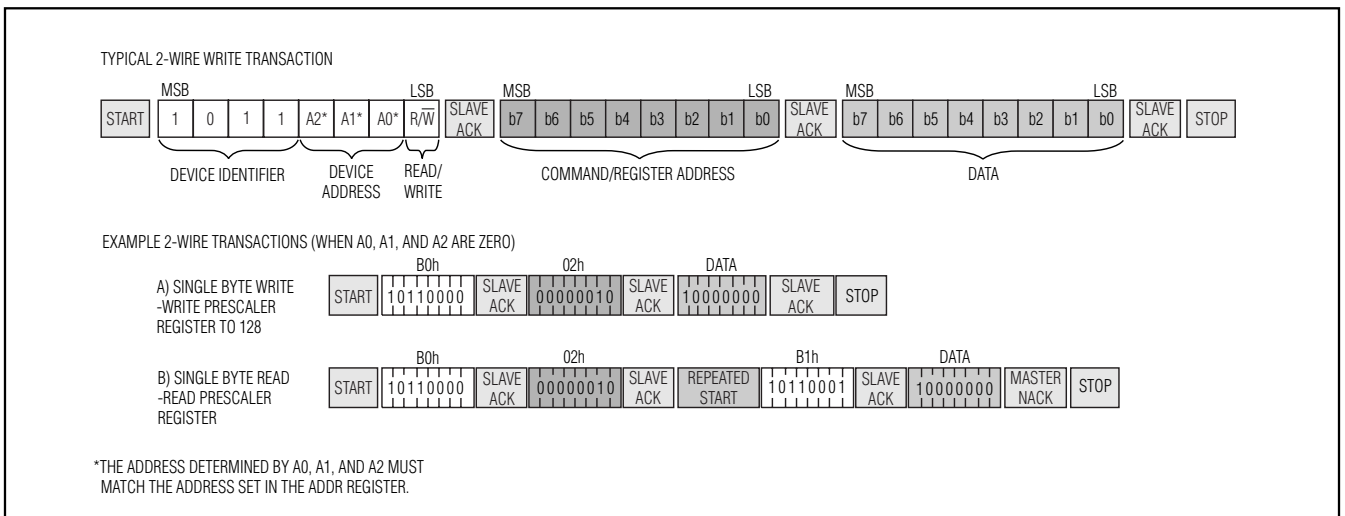 TYPICAL 2-WIRE WRITE TRANSACTION
MSB LSB MSB LSB MSB LSB
START 1 0 1 1 A2* A1* A0* R/W̅ SLAVE ACK b7 b6 b5 b4 b3 b2 b1 b0 SLAVE ACK b7 b6 b5 b4 b3 b2 b1 b0 SLAVE ACK STOP
DEVICE IDENTIFIER DEVICE ADDRESS READ/WRITE COMMAND/REGISTER ADDRESS DATA
EXAMPLE 2-WIRE TRANSACTIONS (WHEN A0, A1, AND A2 ARE ZERO)
B0h 02h DATA
A) SINGLE BYTE WRITE
-WRITE PRESCALER
REGISTER TO 128
START 10110000 SLAVE ACK 00000010 SLAVE ACK 10000000 SLAVE ACK STOP
B0h 02h B1h DATA
B) SINGLE BYTE READ
-READ PRESCALER
REGISTER
START 10110000 SLAVE ACK 00000010 SLAVE ACK REPEATED START 10110001 SLAVE ACK 10000000 MASTER NACK STOP
*THE ADDRESS DETERMINED BY A0, A1, AND A2 MUST
MATCH THE ADDRESS SET IN THE ADDR REGISTER.